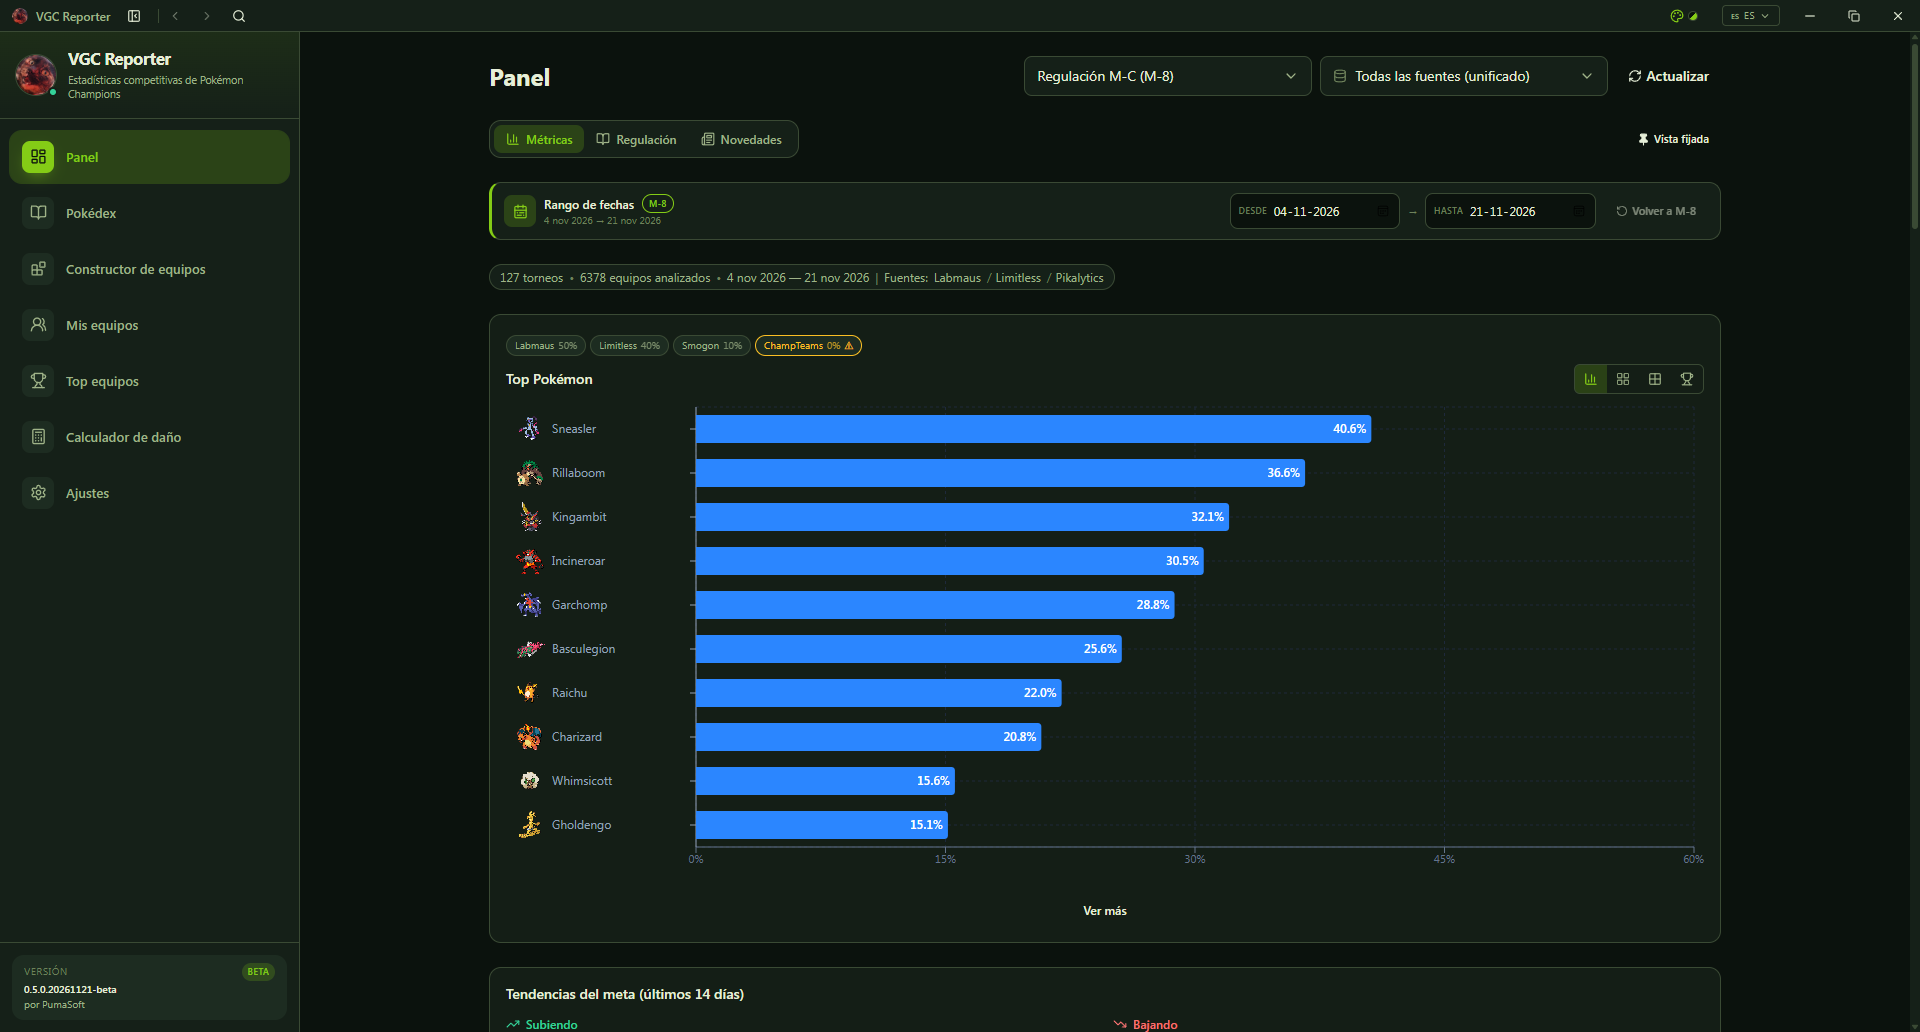 VGC Reporter
ES ES
VGC Reporter
Estadísticas competitivas de Pokémon
Champions
Panel
Pokédex
Constructor de equipos
Mis equipos
Top equipos
Calculador de daño
Ajustes
VERSIÓN BETA
0.5.0.20261121-beta
por PumaSoft
Panel
Regulación M-C (M-8)
Todas las fuentes (unificado)
Actualizar
Métricas Regulación Novedades
Vista fijada
Rango de fechas M-8
4 nov 2026 → 21 nov 2026
DESDE 04-11-2026 → HASTA 21-11-2026
Volver a M-8
127 torneos • 6378 equipos analizados • 4 nov 2026 — 21 nov 2026 | Fuentes: Labmaus / Limitless / Pikalytics
Labmaus 50% Limitless 40% Smogon 10% ChampTeams 0% ⚠
Top Pokémon
Sneasler 40.6%
Rillaboom 36.6%
Kingambit 32.1%
Incineroar 30.5%
Garchomp 28.8%
Basculegion 25.6%
Raichu 22.0%
Charizard 20.8%
Whimsicott 15.6%
Gholdengo 15.1%
0% 15% 30% 45% 60%
Ver más
Tendencias del meta (últimos 14 días)
Subiendo Bajando